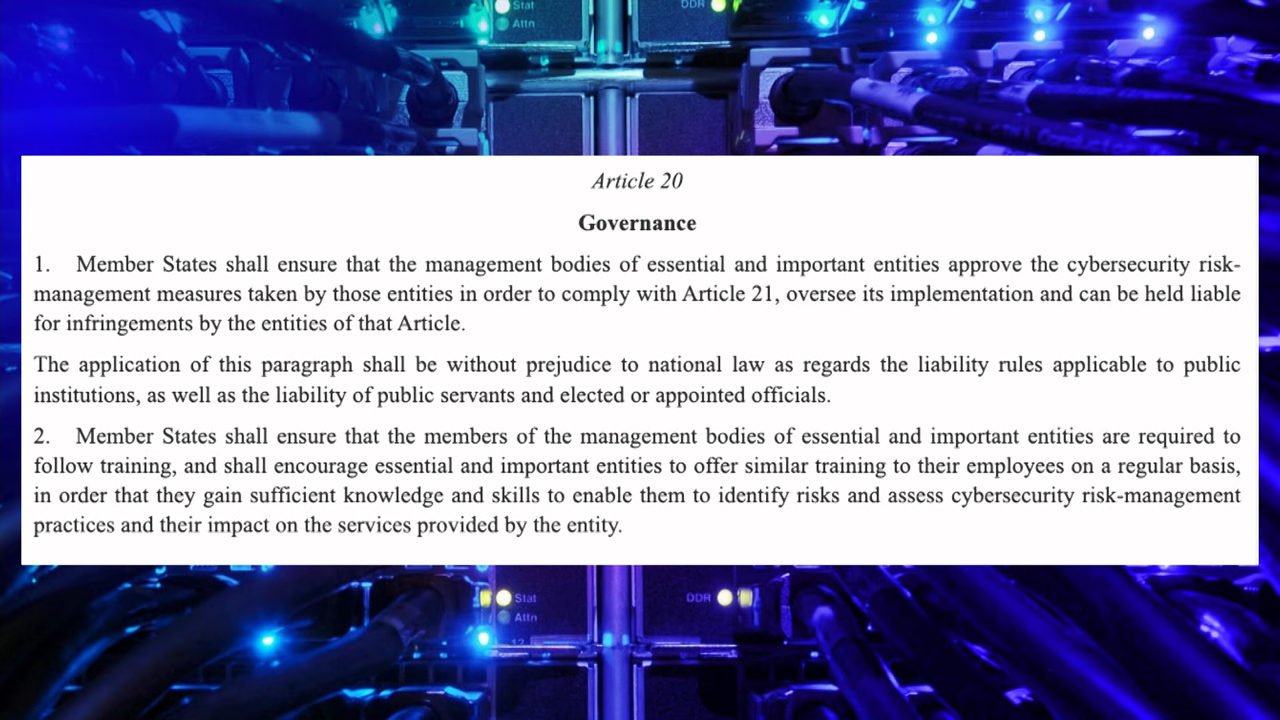 Stat
DDR
Attn
Article 20
Governance
1. Member States shall ensure that the management bodies of essential and important entities approve the cybersecurity risk-
management measures taken by those entities in order to comply with Article 21, oversee its implementation and can be held liable
for infringements by the entities of that Article.
The application of this paragraph shall be without prejudice to national law as regards the liability rules applicable to public
institutions, as well as the liability of public servants and elected or appointed officials.
2. Member States shall ensure that the members of the management bodies of essential and important entities are required to
follow training, and shall encourage essential and important entities to offer similar training to their employees on a regular basis,
in order that they gain sufficient knowledge and skills to enable them to identify risks and assess cybersecurity risk-management
practices and their impact on the services provided by the entity.
Stat
DDR
Attn